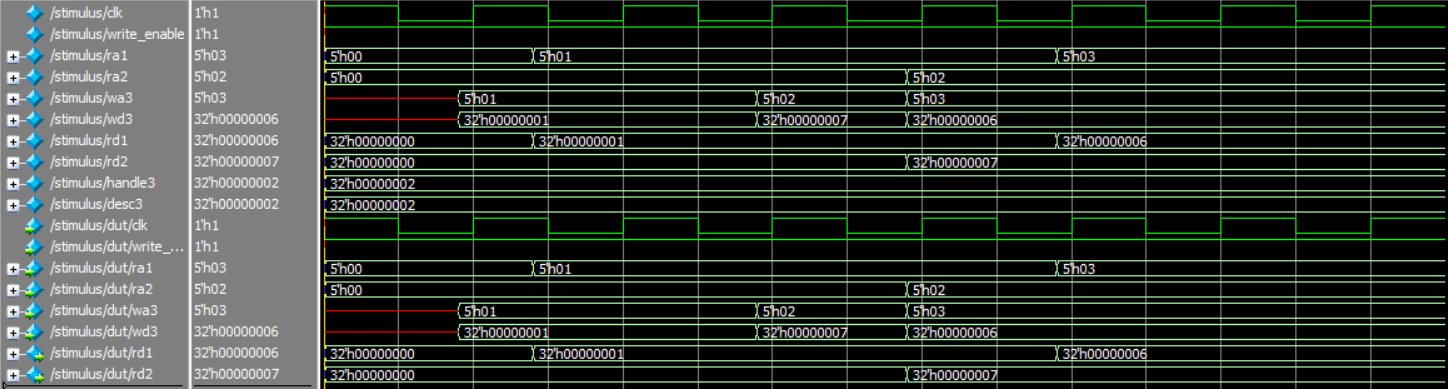 /stimulus/clk 1'h1
/stimulus/write_enable 1'h1
/stimulus/ra1 5'h03 5'h00 5'h01 5'h03
/stimulus/ra2 5'h02 5'h00 5'h02
/stimulus/wa3 5'h03 5'h01 5'h02 5'h03
/stimulus/wd3 32'h00000006 32'h00000001 32'h00000007 32'h00000006
/stimulus/rd1 32'h00000006 32'h00000000 32'h00000001 32'h00000006
/stimulus/rd2 32'h00000007 32'h00000000 32'h00000007
/stimulus/handle3 32'h00000002 32'h00000002
/stimulus/desc3 32'h00000002 32'h00000002
/stimulus/dut/clk 1'h1
/stimulus/dut/write_... 1'h1
/stimulus/dut/ra1 5'h03 5'h00 5'h01 5'h03
/stimulus/dut/ra2 5'h02 5'h00 5'h02
/stimulus/dut/wa3 5'h03 5'h01 5'h02 5'h03
/stimulus/dut/wd3 32'h00000006 32'h00000001 32'h00000007 32'h00000006
/stimulus/dut/rd1 32'h00000006 32'h00000000 32'h00000001 32'h00000006
/stimulus/dut/rd2 32'h00000007 32'h00000000 32'h00000007